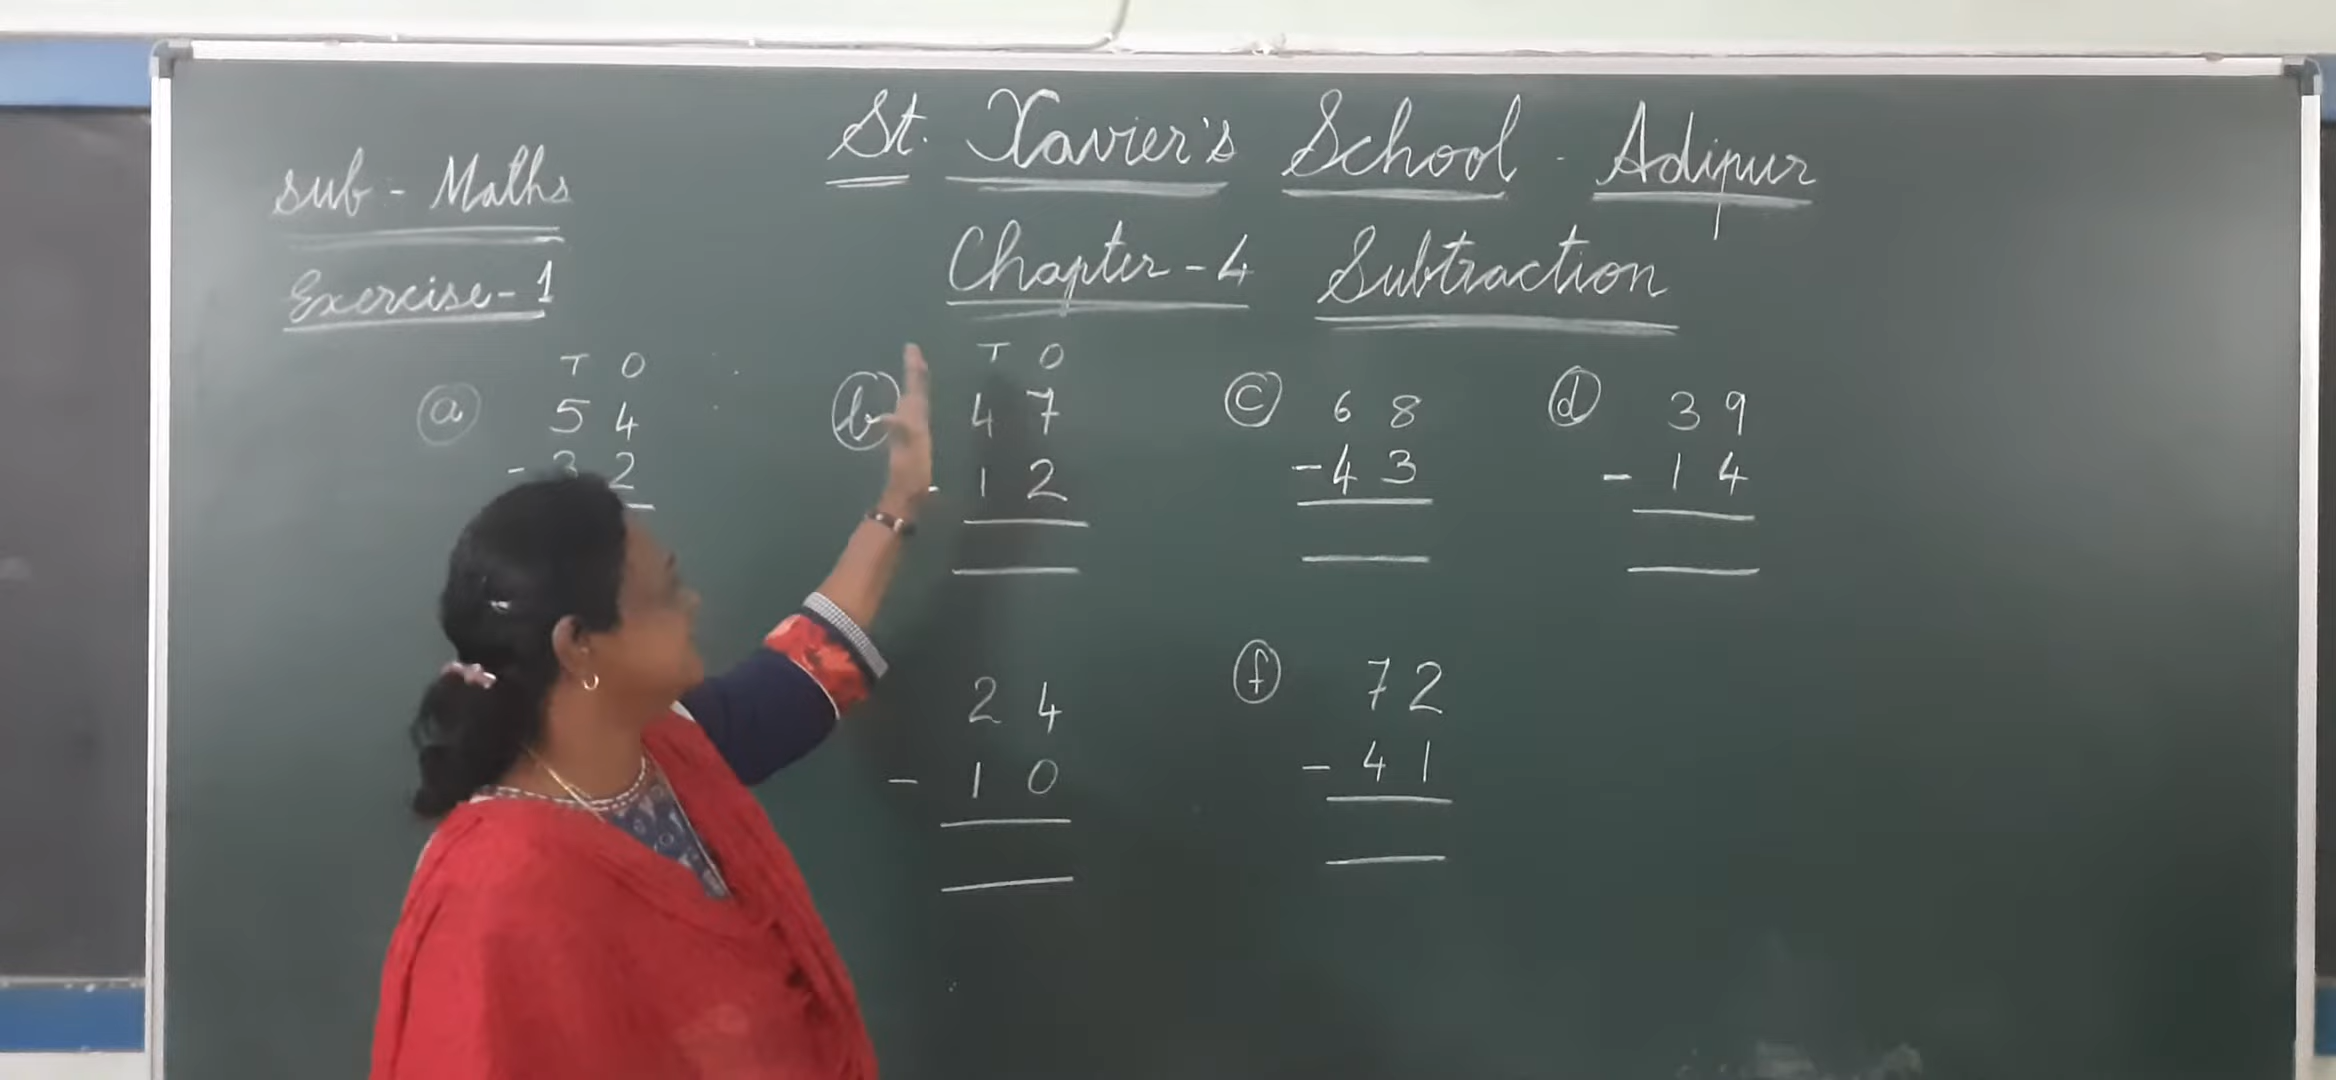 St. Xavier's School - Adipur
sub - Maths
Chapter - 4 Subtraction
Exercise - 1
T O
a 5 4
- 3 2
T O
b 4 7
- 1 2
c 6 8
- 4 3
d 3 9
- 1 4
2 4
- 1 0
f 7 2
- 4 1